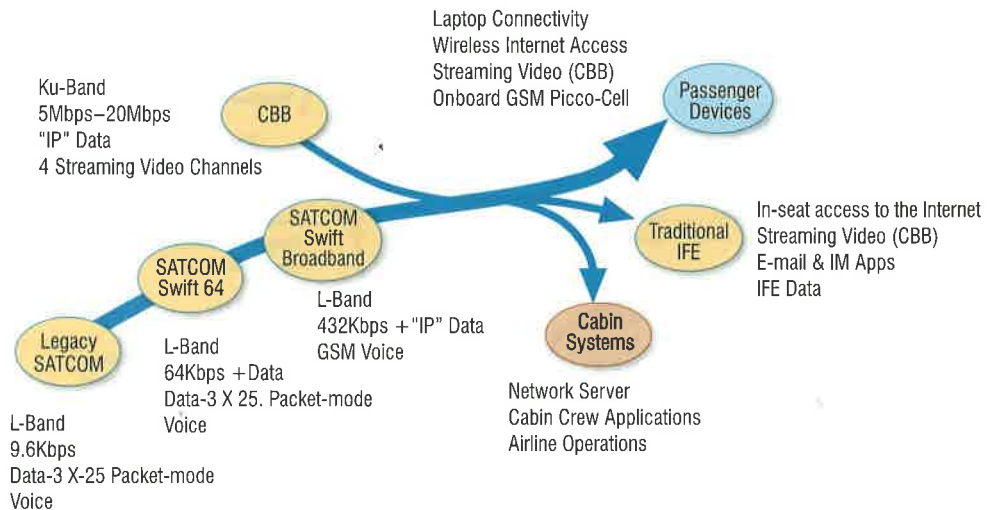 Laptop Connectivity
Wireless Internet Access
Streaming Video (CBB)
Onboard GSM Picco-Cell
Passenger
Devices
Ku-Band
5Mbps–20Mbps
"IP" Data
4 Streaming Video Channels
CBB
In-seat access to the Internet
Streaming Video (CBB)
E-mail & IM Apps
IFE Data
Traditional
IFE
SATCOM
Swift
Broadband
L-Band
432Kbps +"IP" Data
GSM Voice
SATCOM
Swift 64
L-Band
64Kbps +Data
Data-3 X 25. Packet-mode
Voice
Cabin
Systems
Network Server
Cabin Crew Applications
Airline Operations
Legacy
SATCOM
L-Band
9.6Kbps
Data-3 X-25 Packet-mode
Voice